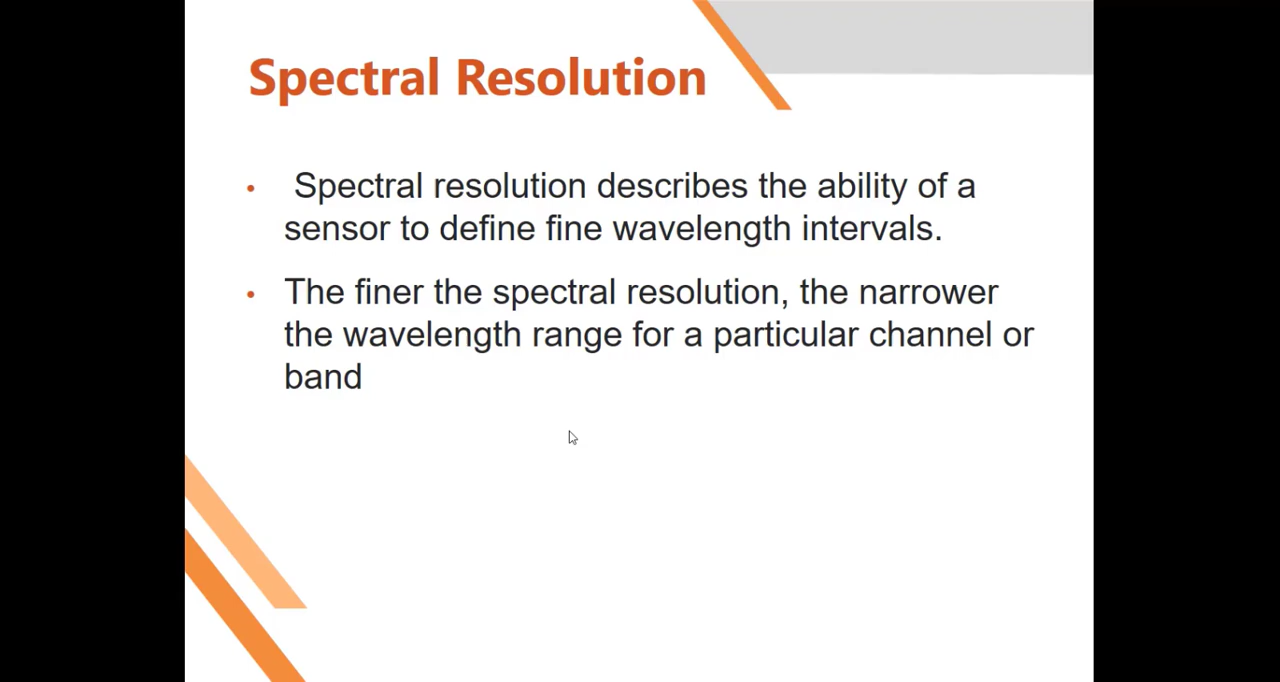 Spectral Resolution
• Spectral resolution describes the ability of a
sensor to define fine wavelength intervals.
• The finer the spectral resolution, the narrower
the wavelength range for a particular channel or
band